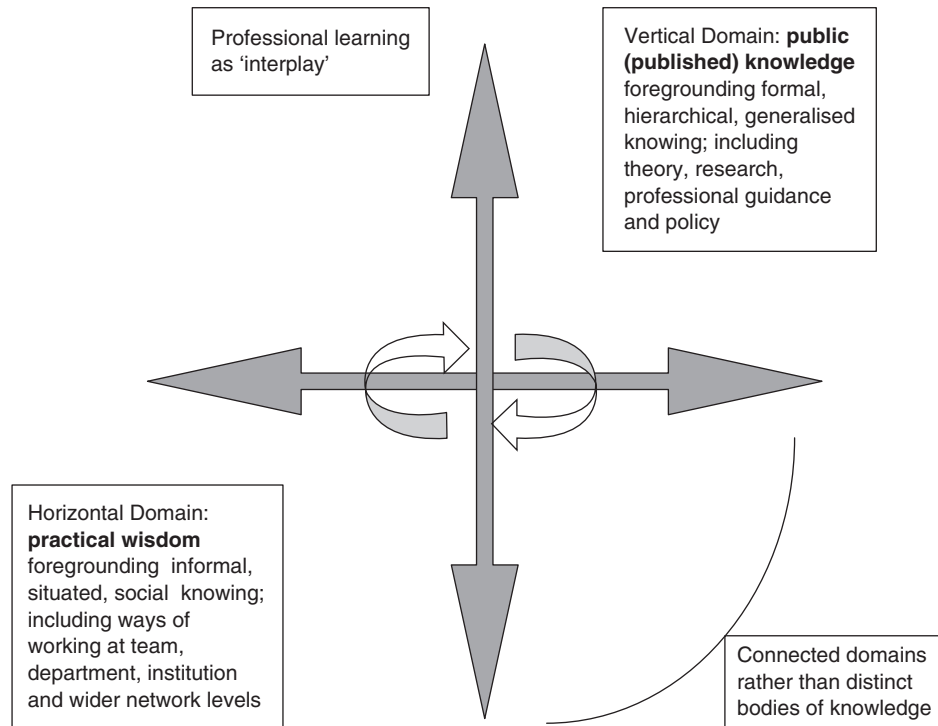 Professional learning
as ‘interplay’
Vertical Domain: public
(published) knowledge
foregrounding formal,
hierarchical, generalised
knowing; including
theory, research,
professional guidance
and policy
Horizontal Domain:
practical wisdom
foregrounding informal,
situated, social knowing;
including ways of
working at team,
department, institution
and wider network levels
Connected domains
rather than distinct
bodies of knowledge